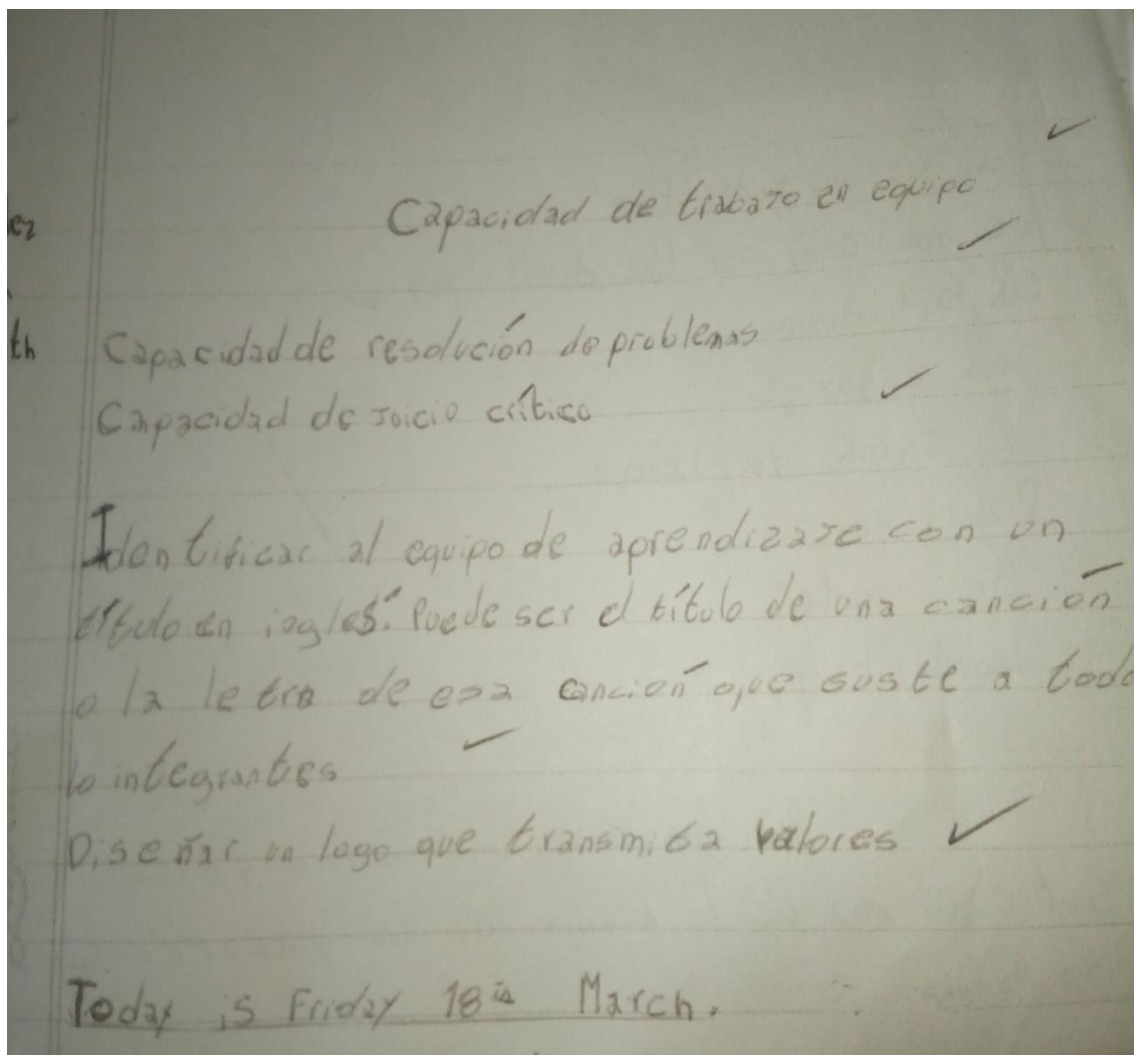 ez
Capacidad de trabajo en equipo
th
Capacidad de resolución de problemas
Capacidad de juicio crítico
Identificar al equipo de aprendizaje con un
título en inglés. Puede ser el título de una canción
o la letra de esa canción que guste a todo
lo integrantes
Diseñar un logo que transmita valores
Today is Friday 18th March.